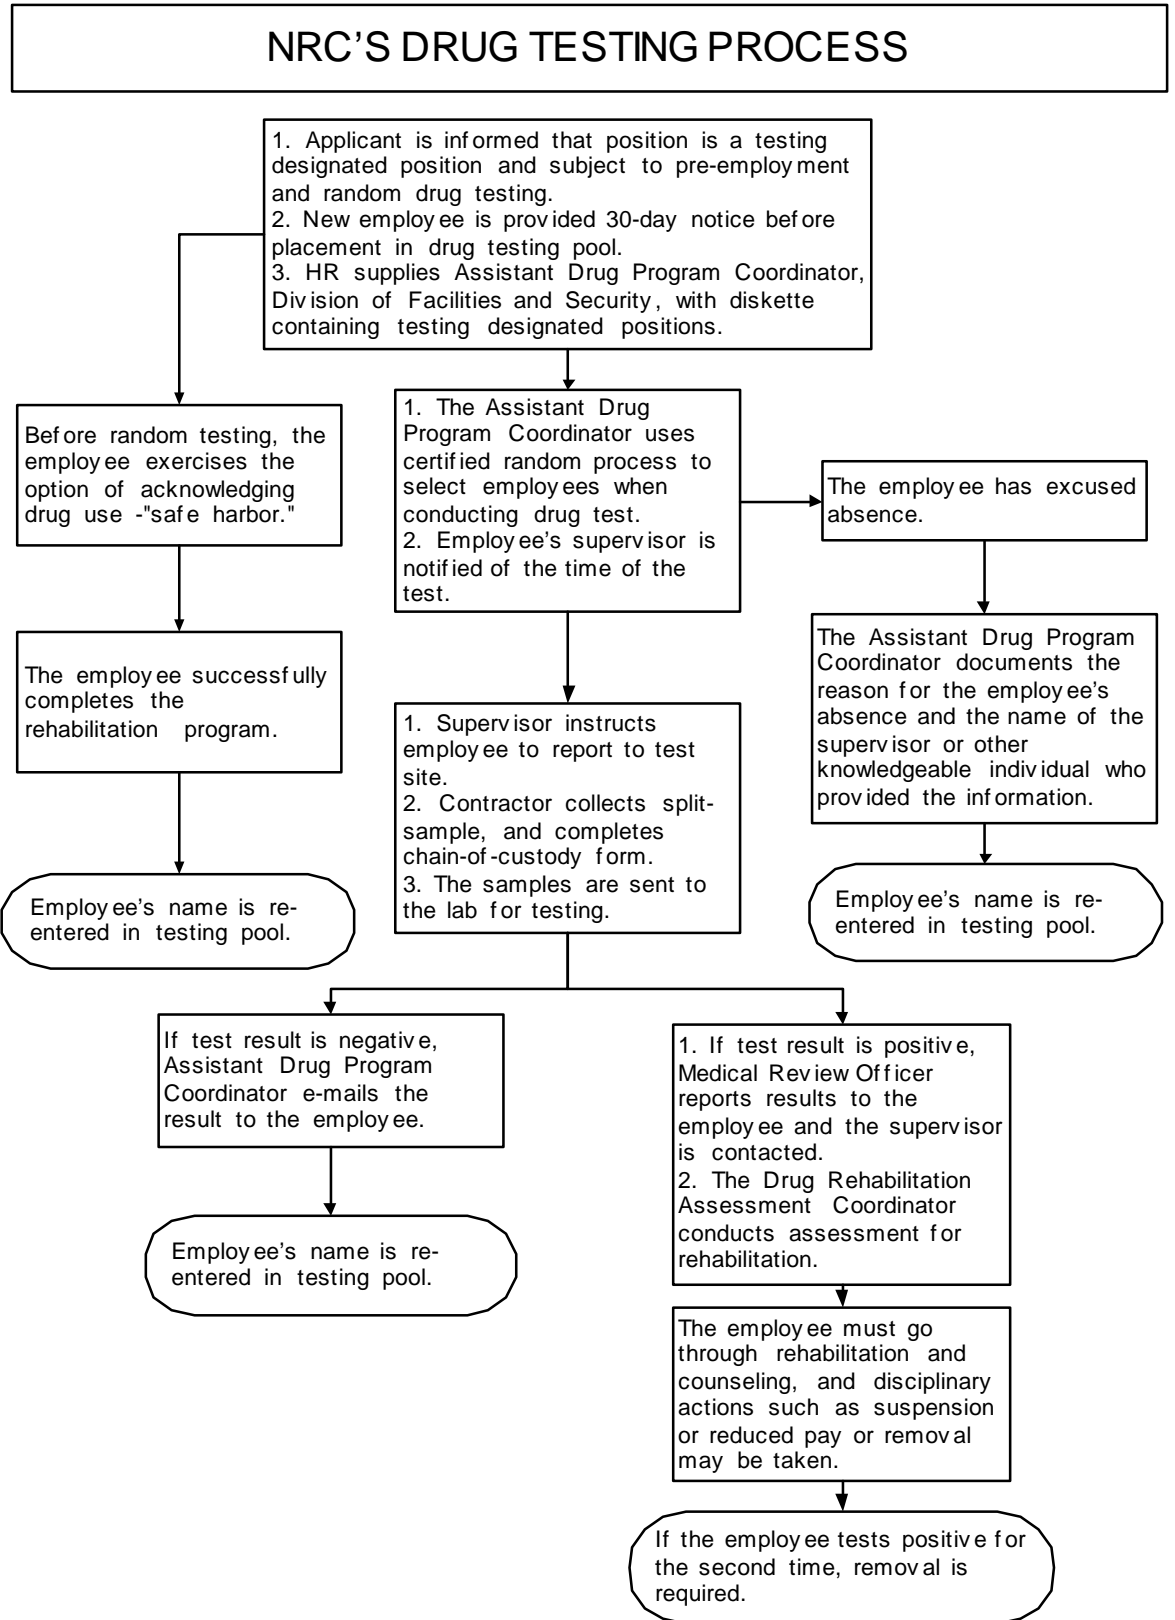 NRC'S DRUG TESTING PROCESS
1. Applicant is informed that position is a testing
designated position and subject to pre-employment
and random drug testing.
2. New employee is provided 30-day notice before
placement in drug testing pool.
3. HR supplies Assistant Drug Program Coordinator,
Division of Facilities and Security, with diskette
containing testing designated positions.
Before random testing, the
employee exercises the
option of acknowledging
drug use -"safe harbor."
1. The Assistant Drug
Program Coordinator uses
certified random process to
select employees when
conducting drug test.
2. Employee's supervisor is
notified of the time of the
test.
The employee has excused
absence.
The employee successfully
completes the
rehabilitation program.
1. Supervisor instructs
employee to report to test
site.
2. Contractor collects split-
sample, and completes
chain-of-custody form.
3. The samples are sent to
the lab for testing.
The Assistant Drug Program
Coordinator documents the
reason for the employee's
absence and the name of the
supervisor or other
knowledgeable individual who
provided the information.
Employee's name is re-
entered in testing pool.
Employee's name is re-
entered in testing pool.
If test result is negative,
Assistant Drug Program
Coordinator e-mails the
result to the employee.
1. If test result is positive,
Medical Review Officer
reports results to the
employee and the supervisor
is contacted.
2. The Drug Rehabilitation
Assessment Coordinator
conducts assessment for
rehabilitation.
Employee's name is re-
entered in testing pool.
The employee must go
through rehabilitation and
counseling, and disciplinary
actions such as suspension
or reduced pay or removal
may be taken.
If the employee tests positive for
the second time, removal is
required.